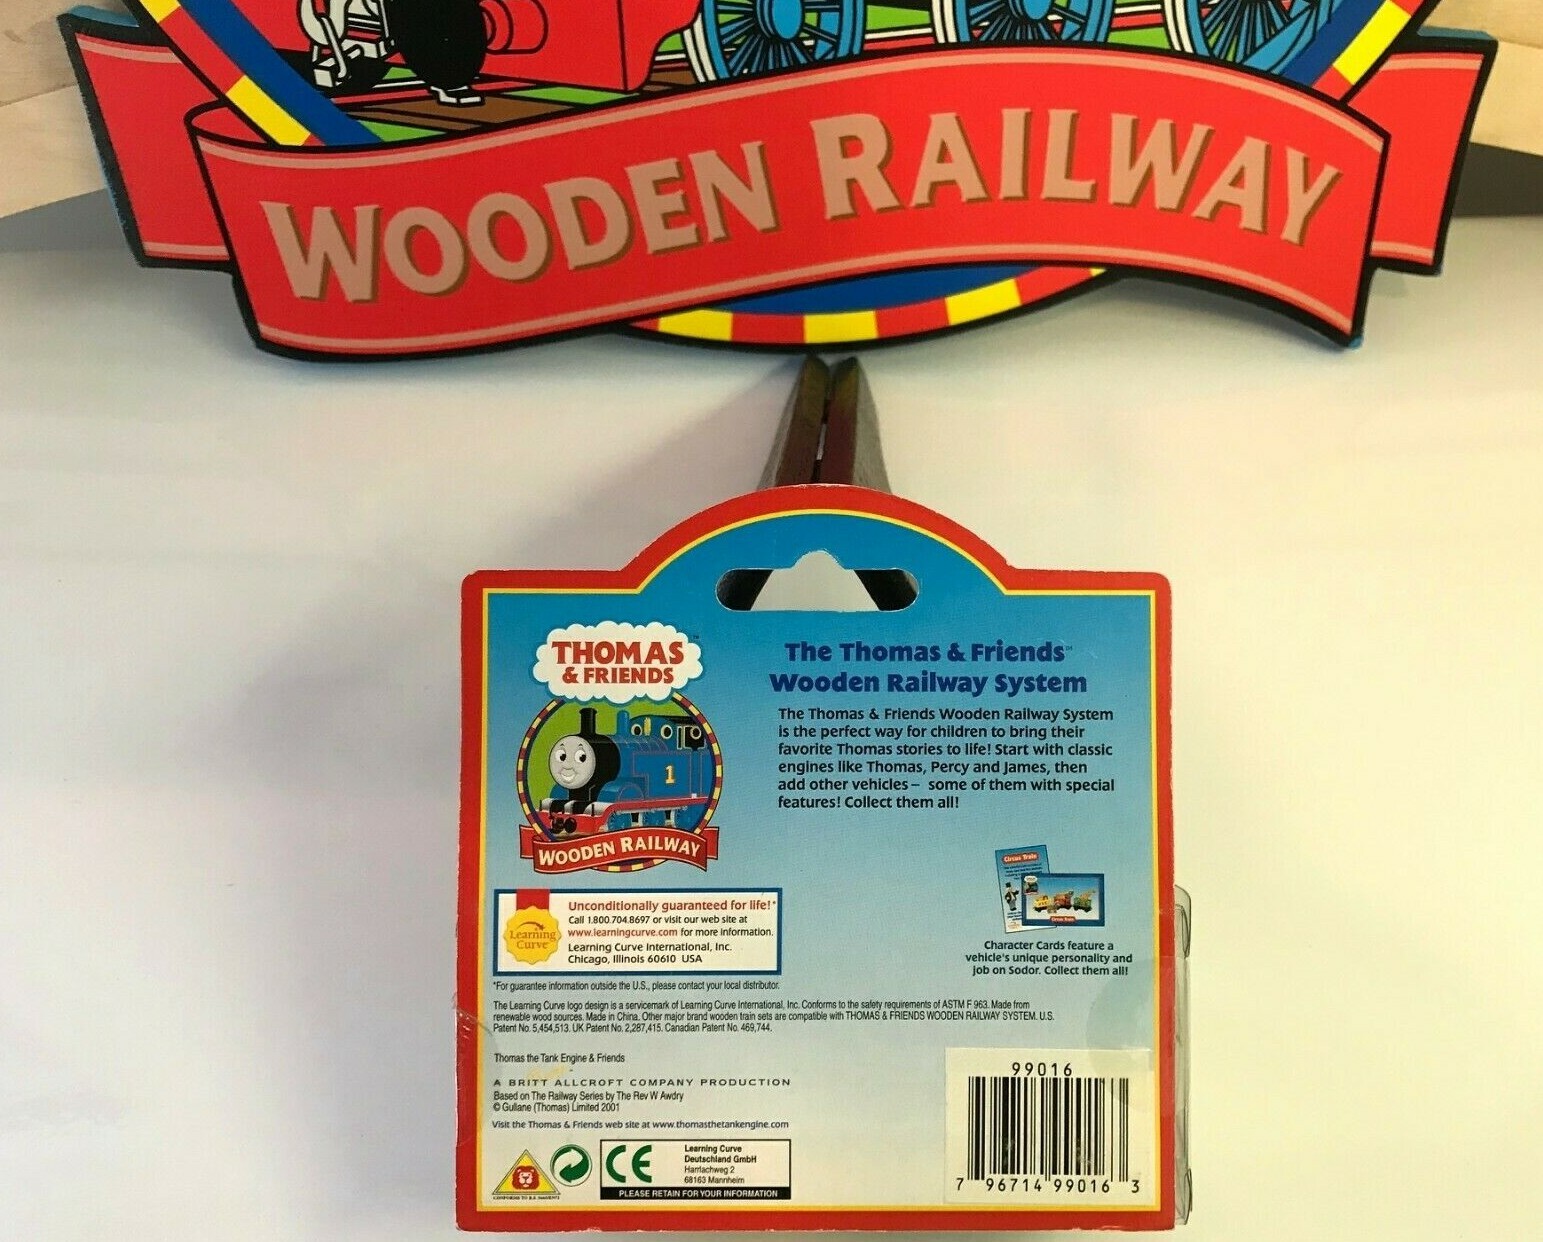 WOODEN RAILWAY
THOMAS
& FRIENDS™
1
WOODEN RAILWAY
The Thomas & Friends
Wooden Railway System
The Thomas & Friends Wooden Railway System
is the perfect way for children to bring their
favorite Thomas stories to life! Start with classic
engines like Thomas, Percy and James, then
add other vehicles – some of them with special
features! Collect them all!
Circus Train
Circus Train
Character Cards feature a
vehicle's unique personality and
job on Sodor. Collect them all!
Learning
Curve
Unconditionally guaranteed for life!*
Call 1.800.704.8697 or visit our web site at
www.learningcurve.com for more information.
Learning Curve International, Inc.
Chicago, Illinois 60610 USA
*For guarantee information outside the U.S., please contact your local distributor.
The Learning Curve logo design is a servicemark of Learning Curve International, Inc. Conforms to the safety requirements of ASTM F 963. Made from
renewable wood sources. Made in China. Other major brand wooden train sets are compatible with THOMAS & FRIENDS WOODEN RAILWAY SYSTEM. U.S.
Patent No. 5,454,513. UK Patent No. 2,287,415. Canadian Patent No. 469,744.
Thomas the Tank Engine & Friends
A BRITT ALLCROFT COMPANY PRODUCTION
Based on The Railway Series by The Rev W Awdry
© Gullane (Thomas) Limited 2001
Visit the Thomas & Friends web site at www.thomasthetankengine.com
CE
Learning Curve
Deutschland GmbH
Harrlachweg 2
68163 Mannheim
PLEASE RETAIN FOR YOUR INFORMATION
99016
7 96714 99016 3